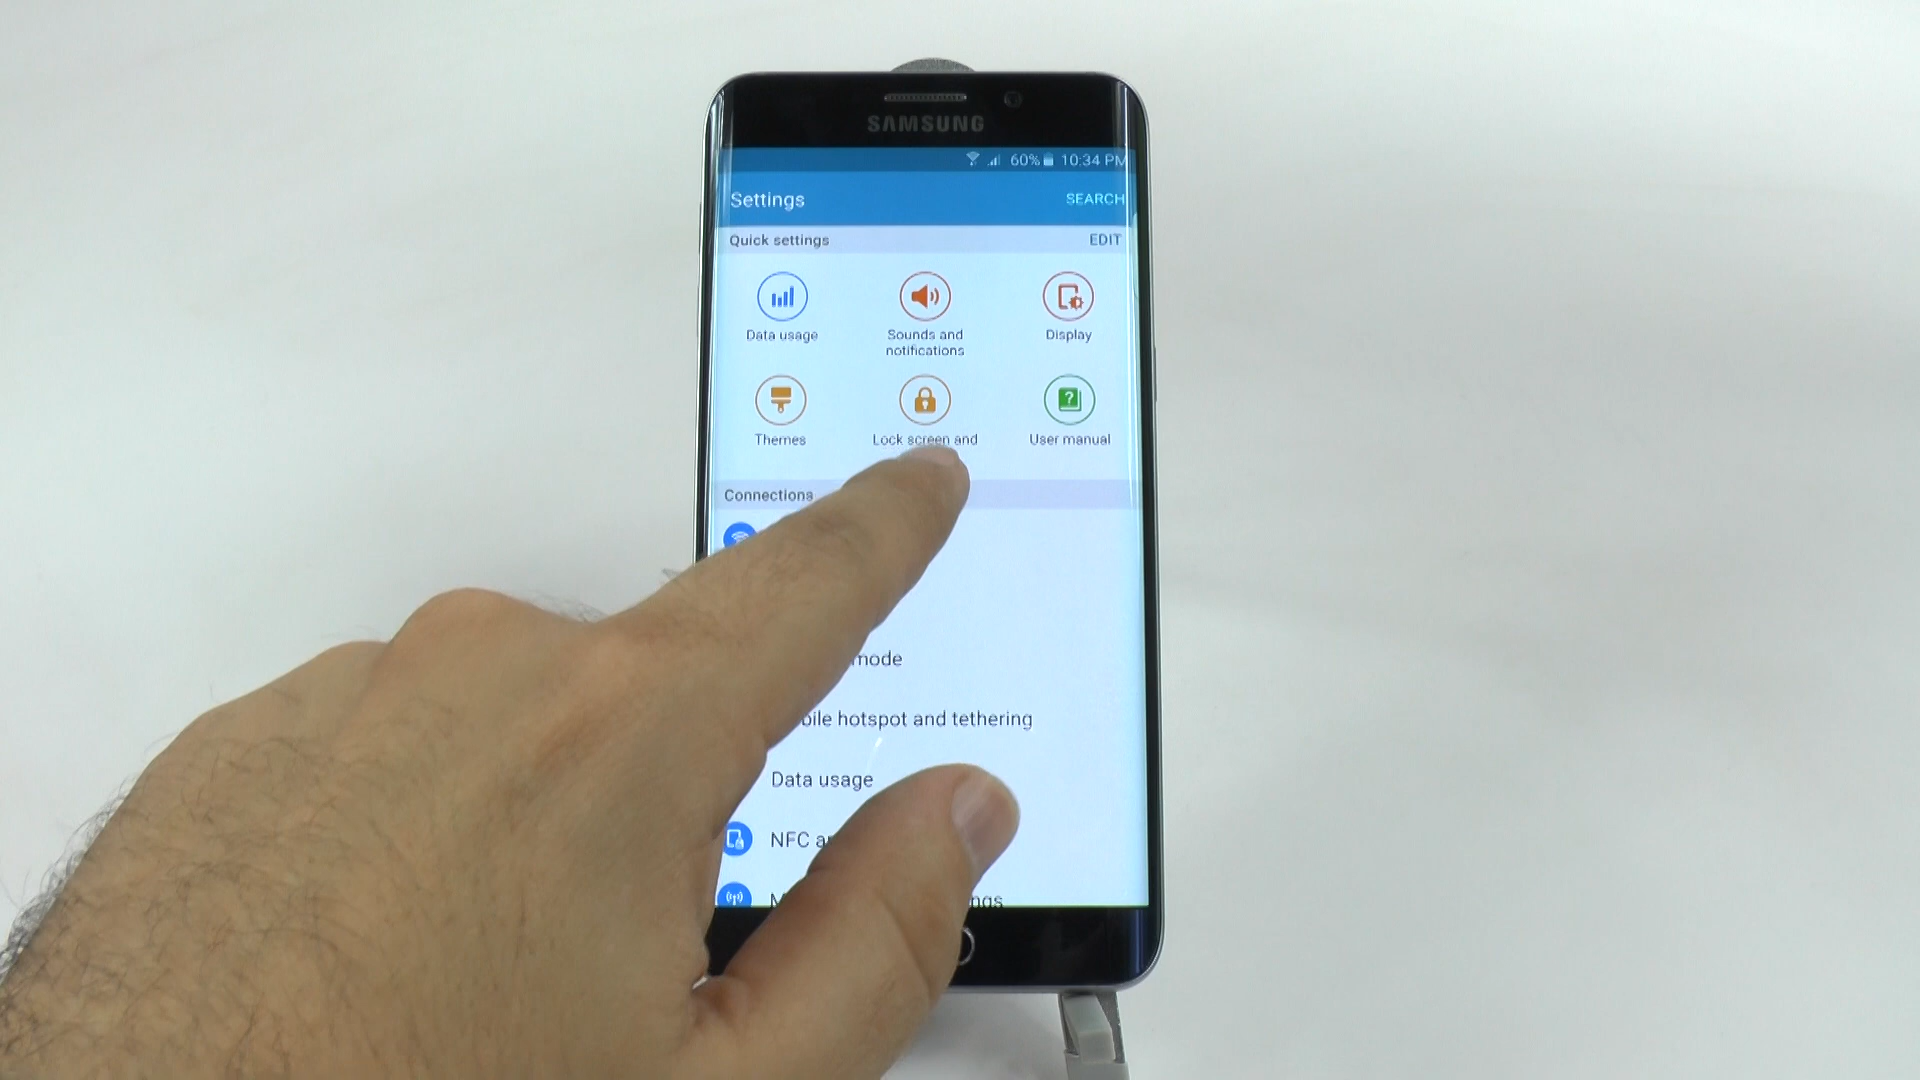 SAMSUNG
60% 10:34 PM
Settings SEARCH
Quick settings EDIT
Data usage
Sounds and
notifications
Display
Themes
Lock screen and
User manual
Connections
mode
hotspot and tethering
Data usage
NFC